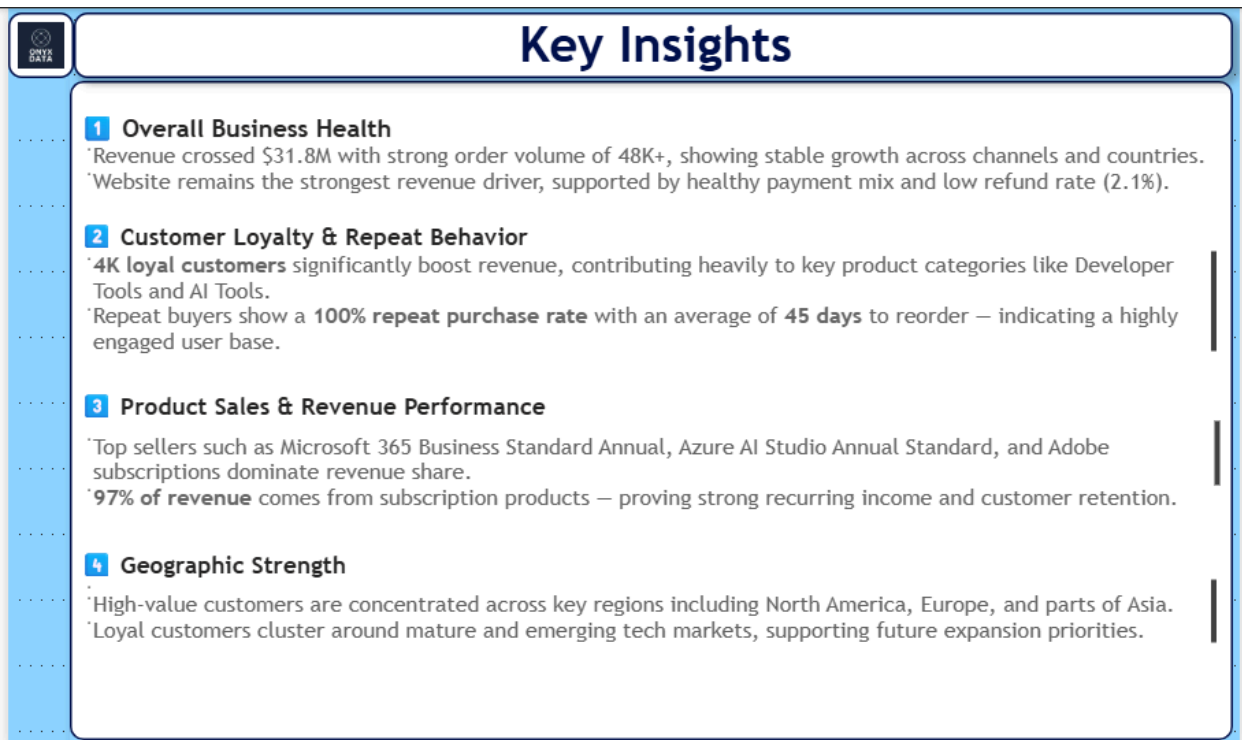 ONYX
DATA
Key Insights
1 Overall Business Health
Revenue crossed $31.8M with strong order volume of 48K+, showing stable growth across channels and countries.
Website remains the strongest revenue driver, supported by healthy payment mix and low refund rate (2.1%).
2 Customer Loyalty & Repeat Behavior
4K loyal customers significantly boost revenue, contributing heavily to key product categories like Developer
Tools and AI Tools.
Repeat buyers show a 100% repeat purchase rate with an average of 45 days to reorder — indicating a highly
engaged user base.
3 Product Sales & Revenue Performance
Top sellers such as Microsoft 365 Business Standard Annual, Azure AI Studio Annual Standard, and Adobe
subscriptions dominate revenue share.
97% of revenue comes from subscription products — proving strong recurring income and customer retention.
4 Geographic Strength
High-value customers are concentrated across key regions including North America, Europe, and parts of Asia.
Loyal customers cluster around mature and emerging tech markets, supporting future expansion priorities.